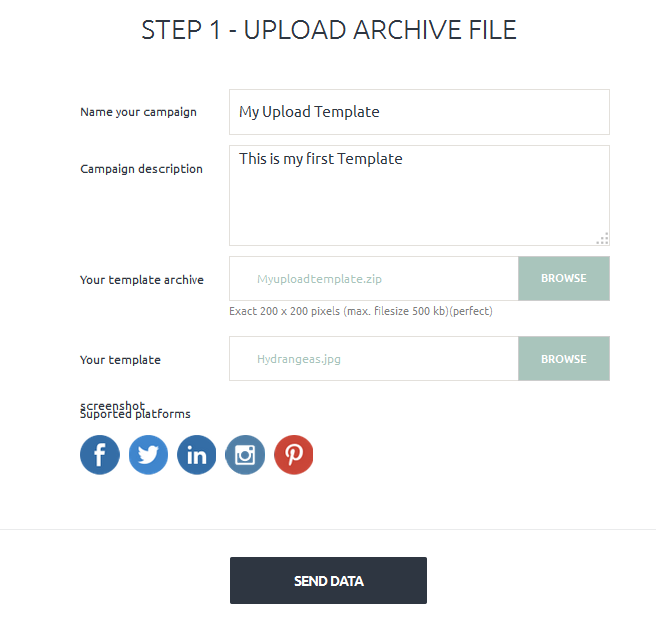 STEP 1 - UPLOAD ARCHIVE FILE
Name your campaign
My Upload Template
Campaign description
This is my first Template
Your template archive
Myuploadtemplate.zip
BROWSE
Exact 200 x 200 pixels (max. filesize 500 kb)(perfect)
Your template
Hydrangeas.jpg
BROWSE
screenshot
Suported platforms
SEND DATA